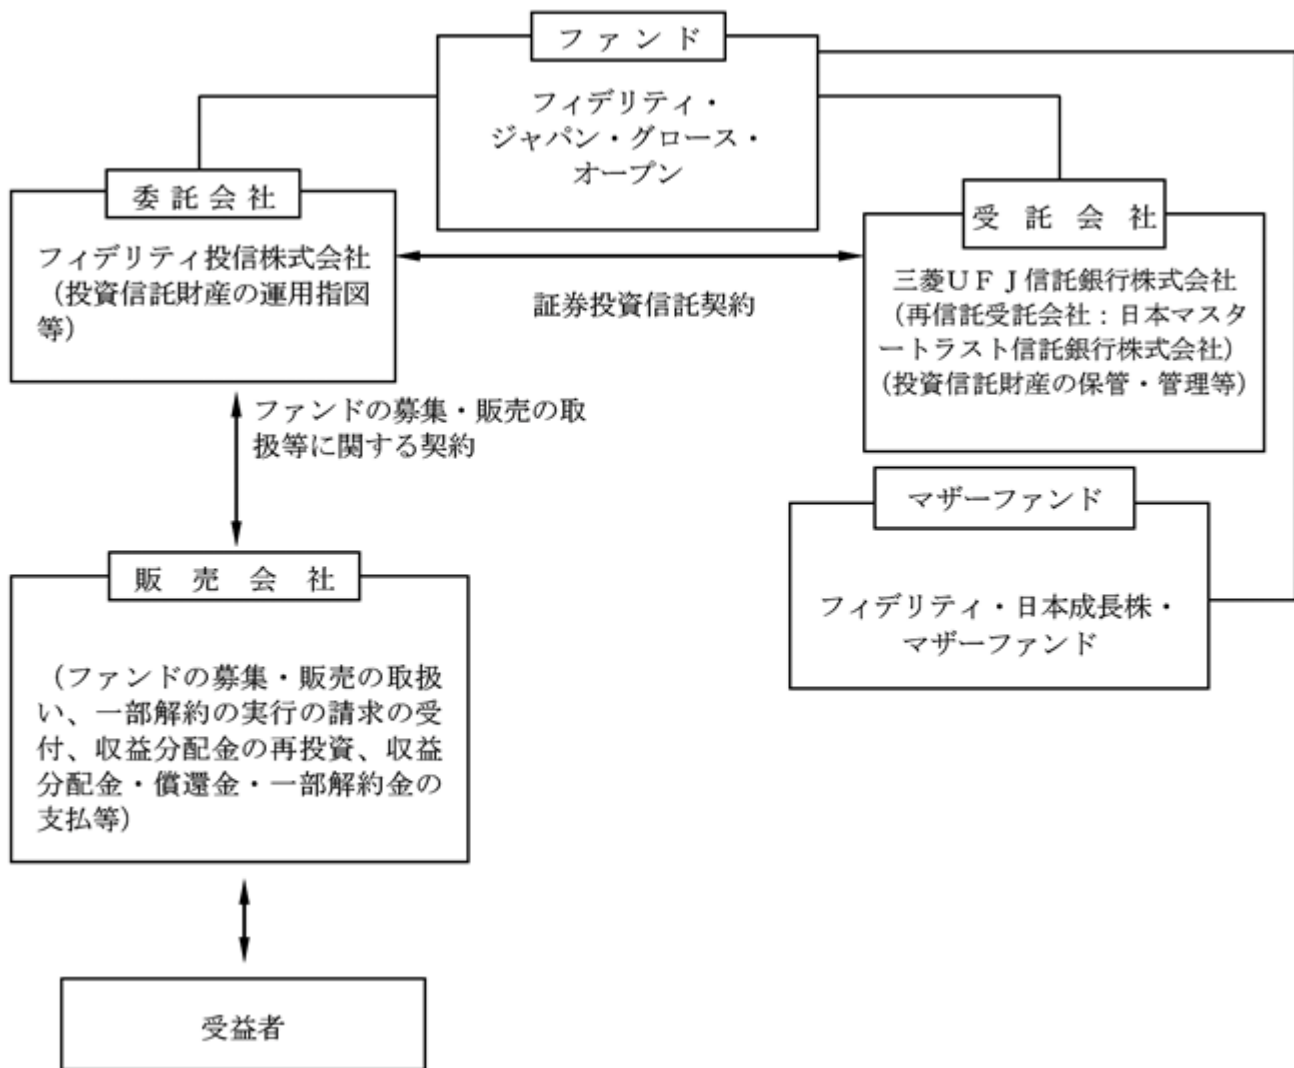 ファンド
フィデリティ・
ジャパン・グロース・
オープン
委託会社
フィデリティ投信株式会社
（投資信託財産の運用指図
等）
証券投資信託契約
受託会社
三菱ＵＦＪ信託銀行株式会社
（再信託受託会社：日本マスタ
ートラスト信託銀行株式会社）
（投資信託財産の保管・管理等）
ファンドの募集・販売の取
扱等に関する契約
マザーファンド
フィデリティ・日本成長株・
マザーファンド
販売会社
（ファンドの募集・販売の取扱
い、一部解約の実行の請求の受
付、収益分配金の再投資、収益
分配金・償還金・一部解約金の
支払等）
受益者